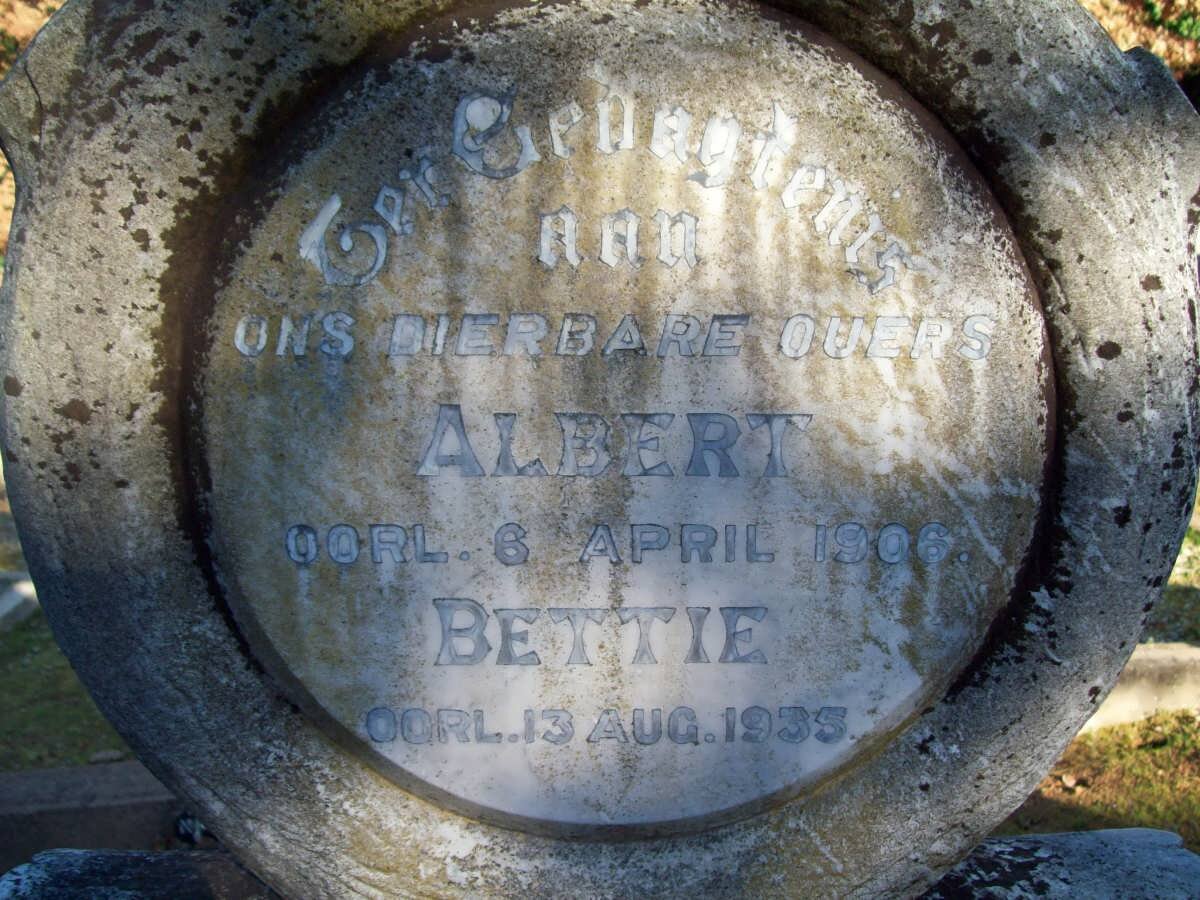 Ter Gedagtenis
aan
ONS DIERBARE OUERS
ALBERT
OORL. 6 APRIL 1906.
BETTIE
OORL. 13 AUG. 1935.